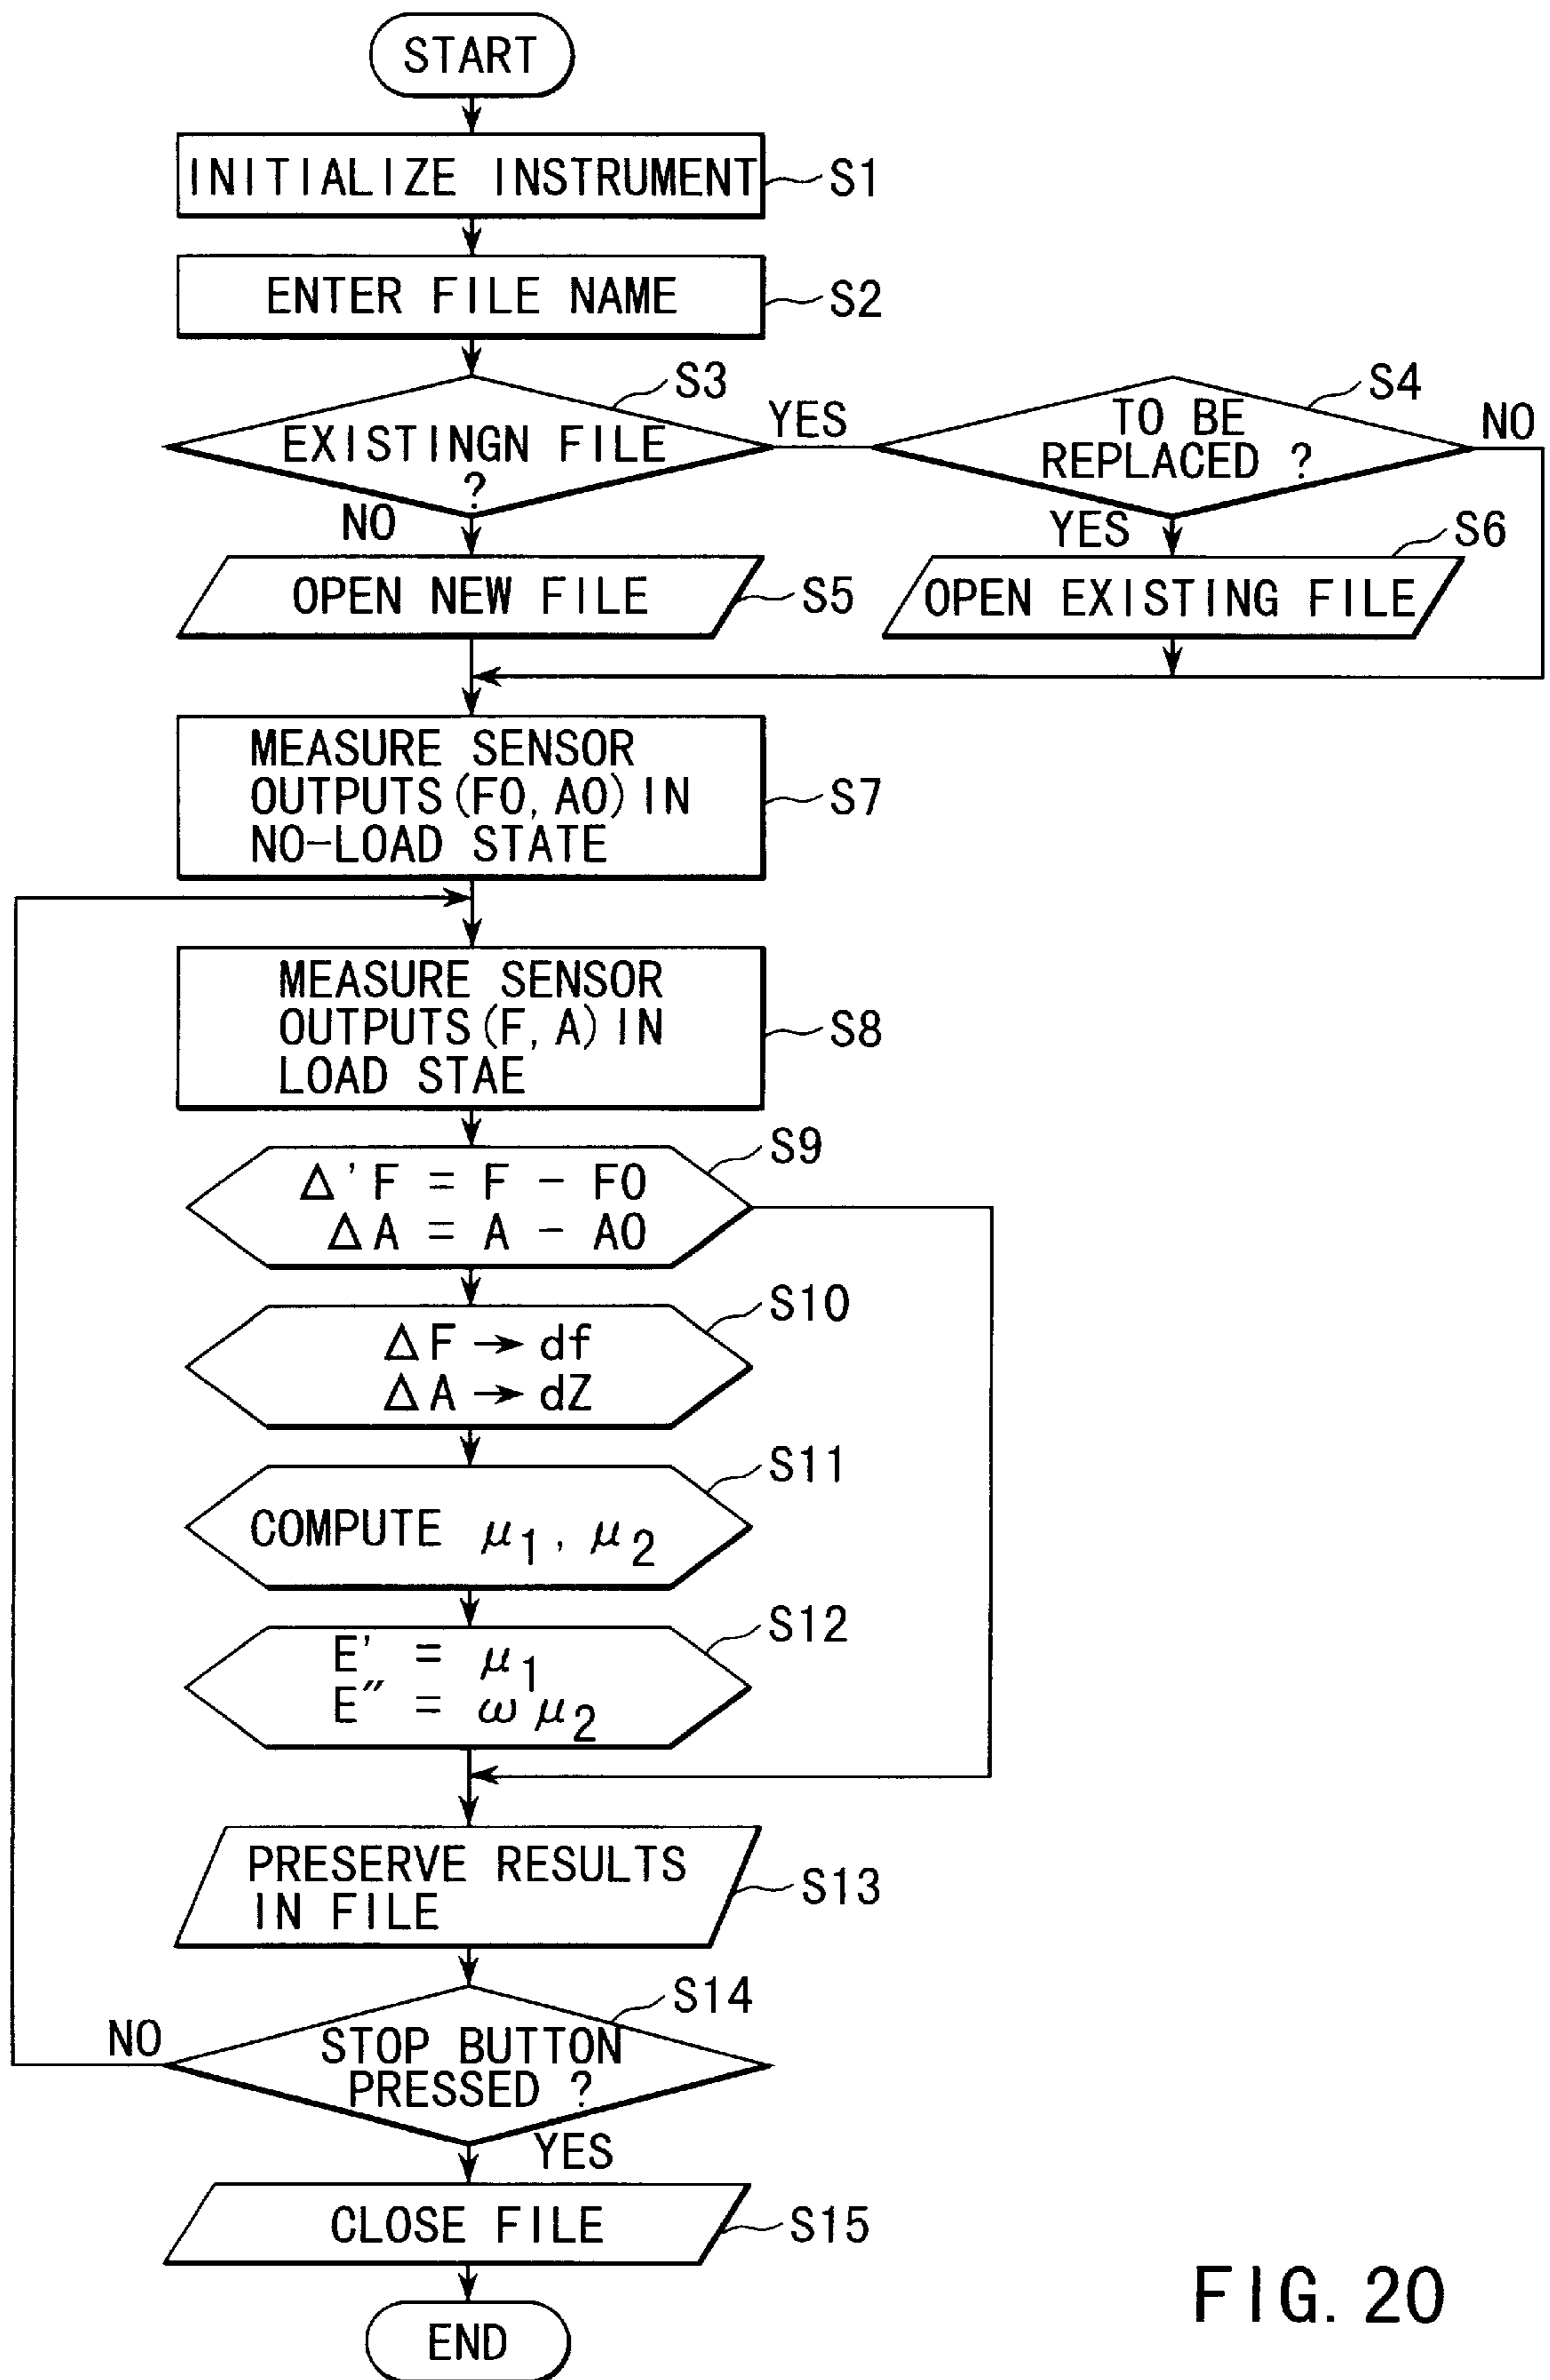 START
INITIALIZE INSTRUMENT
S1
ENTER FILE NAME
S2
S3
EXISTINGN FILE
?
YES
NO
S4
TO BE
REPLACED ?
NO
YES
OPEN NEW FILE
S5
S6
OPEN EXISTING FILE
MEASURE SENSOR
OUTPUTS (F0, A0) IN
NO-LOAD STATE
S7
MEASURE SENSOR
OUTPUTS (F, A) IN
LOAD STAE
S8
S9
Δ'F = F - F0
ΔA = A - A0
S10
ΔF → df
ΔA → dZ
S11
COMPUTE μ1, μ2
S12
E' = μ1
E″ = ωμ2
PRESERVE RESULTS
IN FILE
S13
S14
STOP BUTTON
PRESSED ?
NO
YES
CLOSE FILE
S15
END
FIG. 20